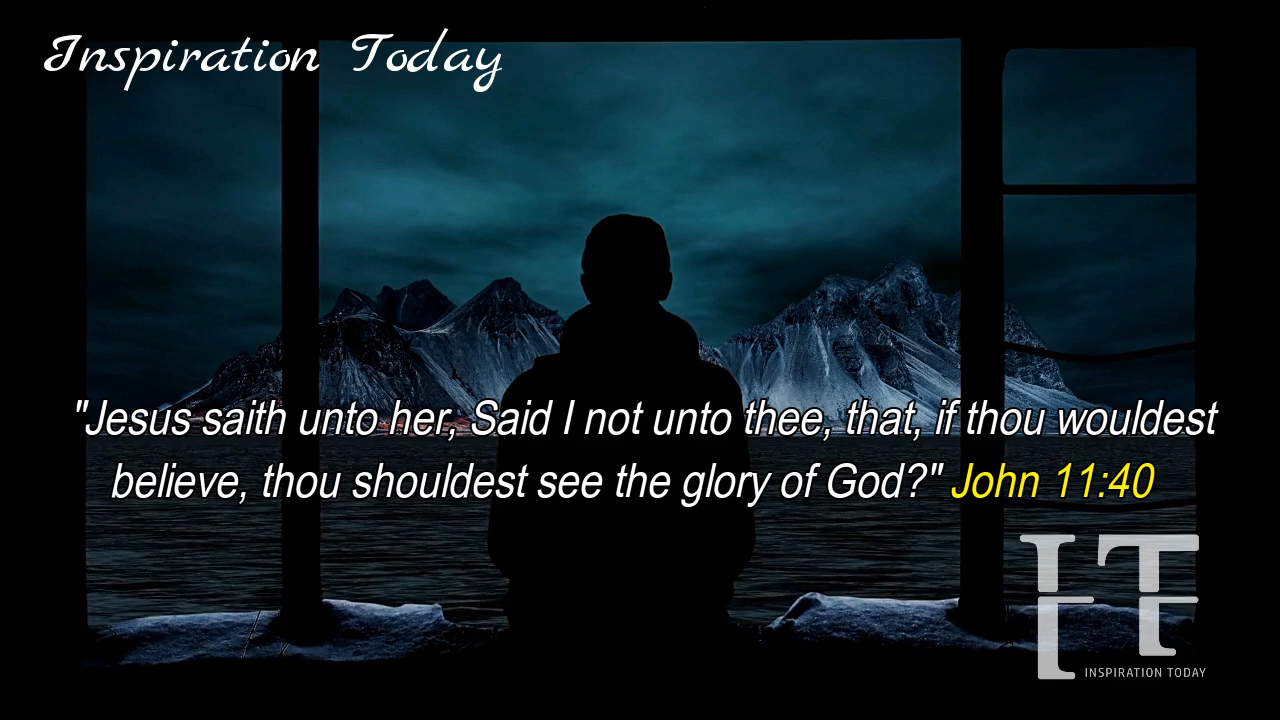 Inspiration Today
"Jesus saith unto her, Said I not unto thee, that, if thou wouldest
believe, thou shouldest see the glory of God?" John 11:40
IT
INSPIRATION TODAY